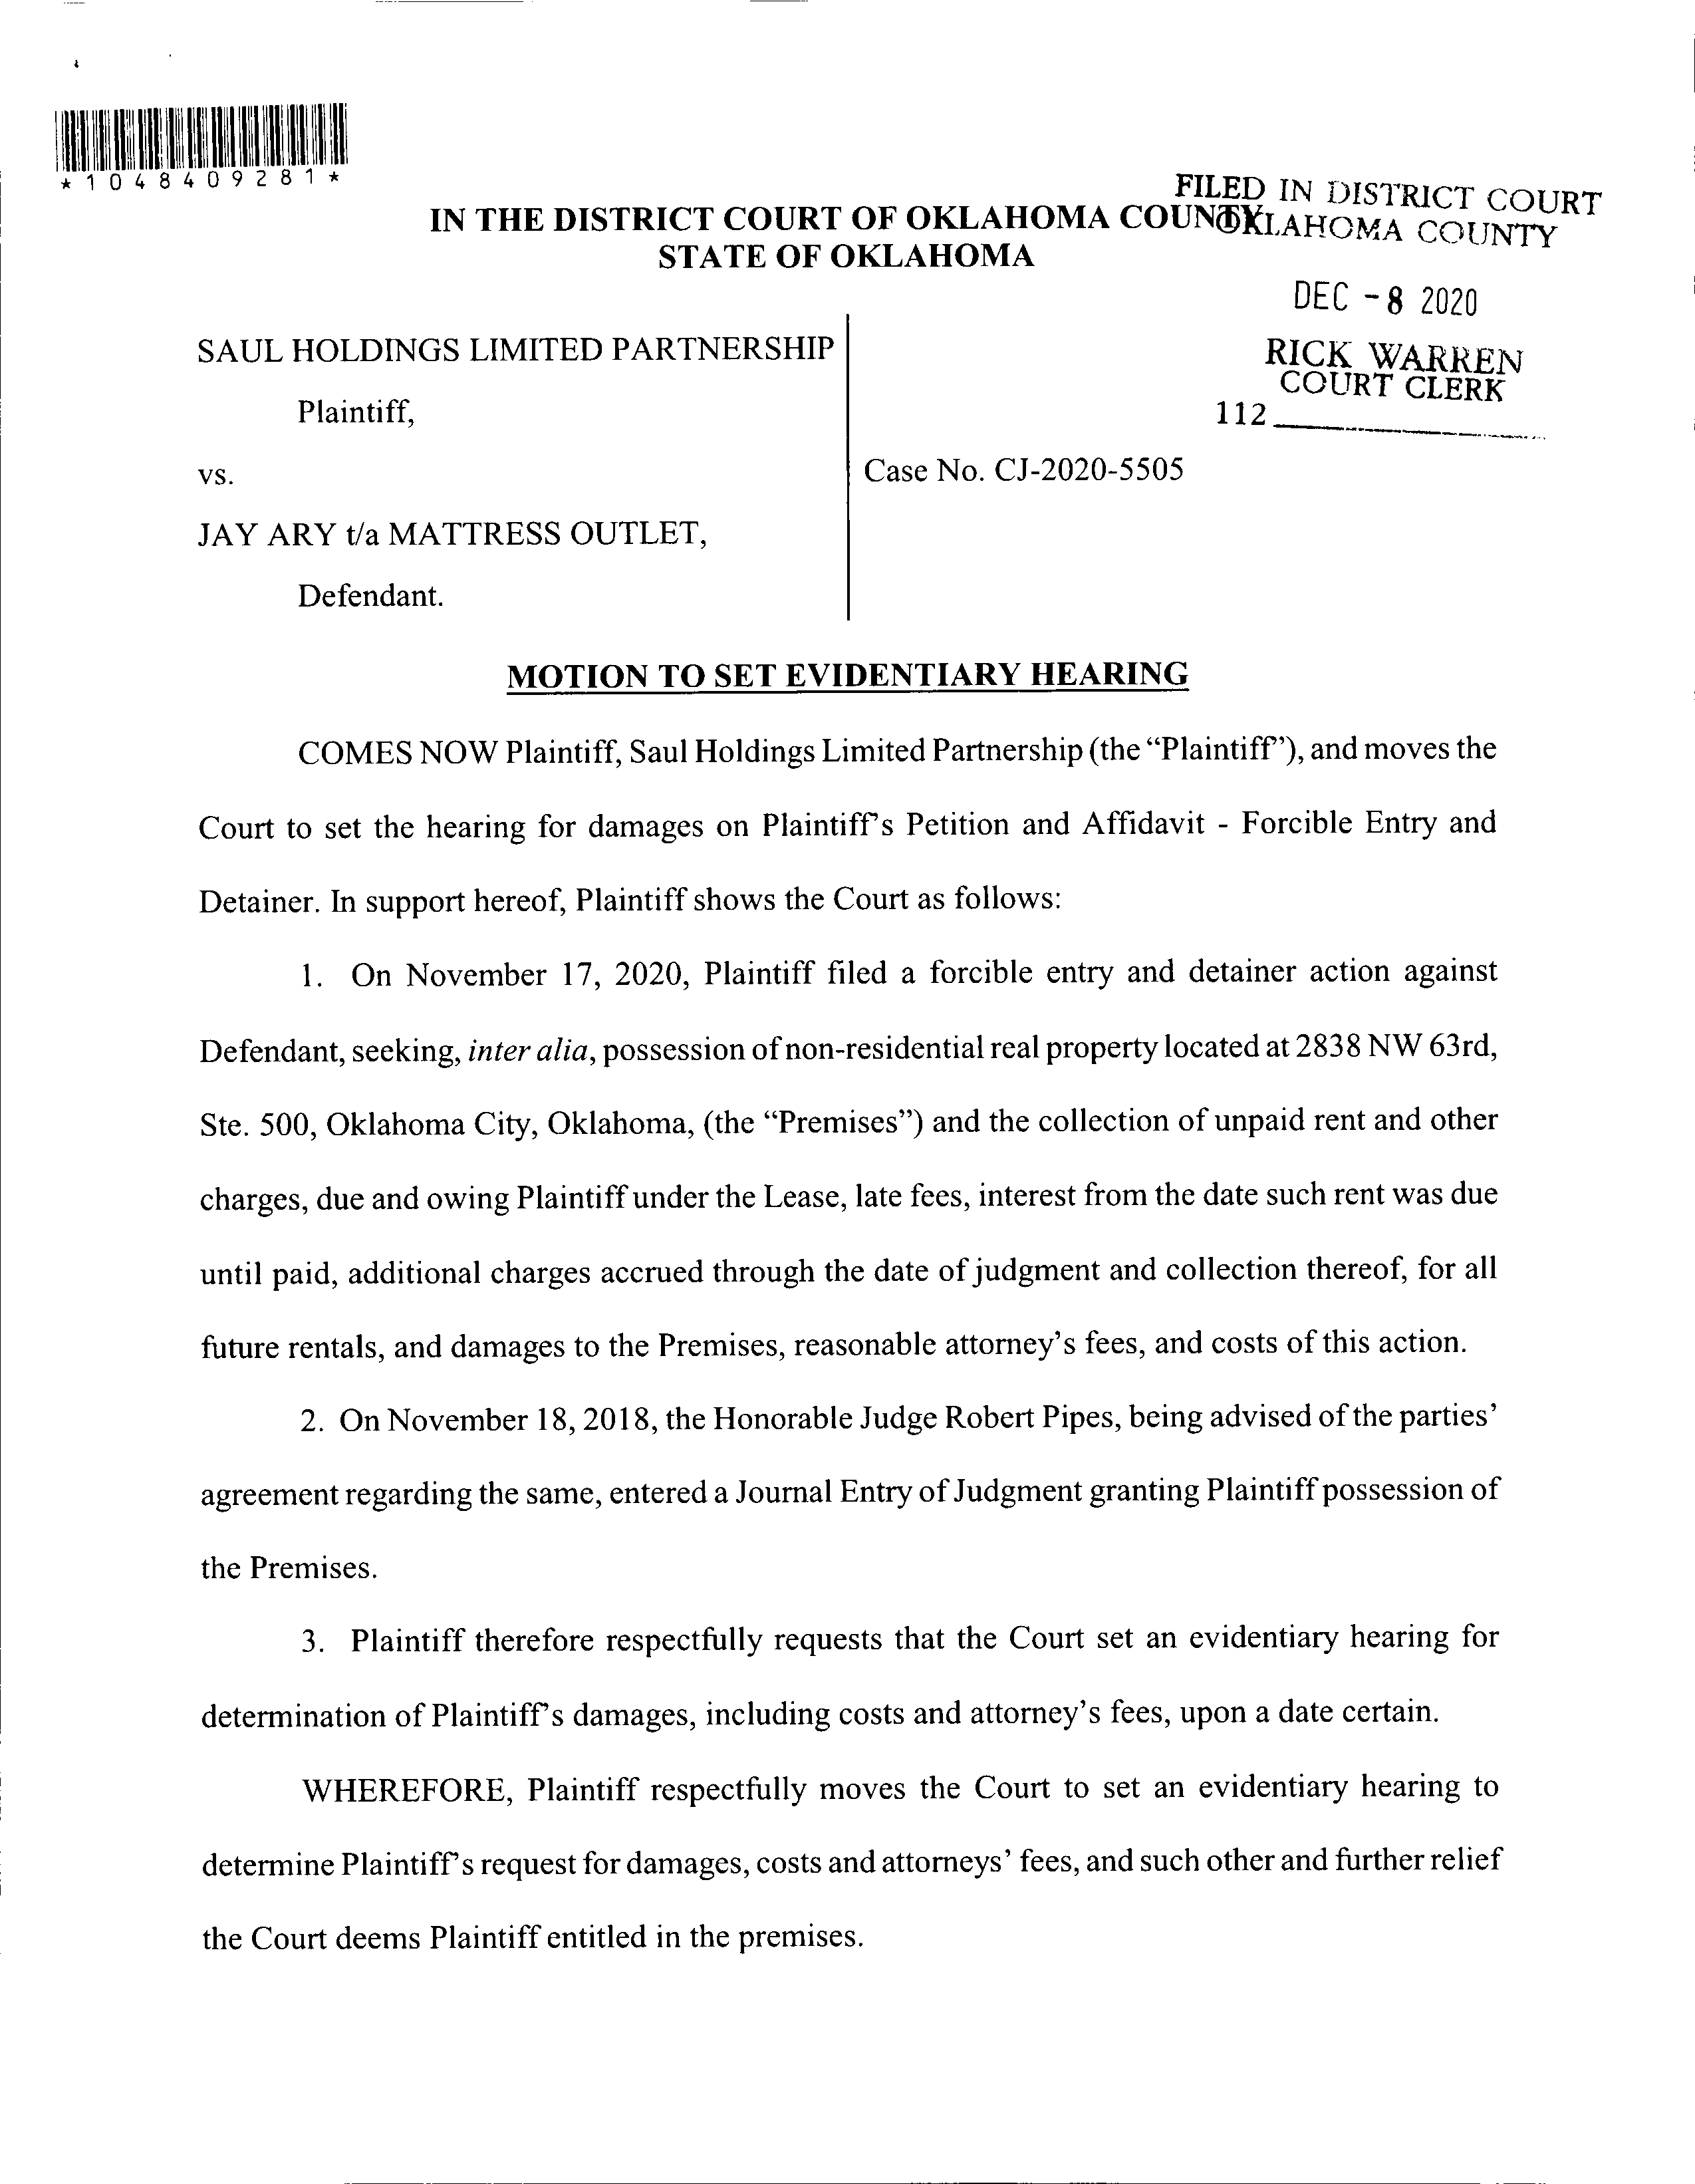 *1048409281*
FILED IN DISTRICT COURT
OKLAHOMA COUNTY
IN THE DISTRICT COURT OF OKLAHOMA COUNTY
STATE OF OKLAHOMA
DEC -8 2020
RICK WARREN
COURT CLERK
112
SAUL HOLDINGS LIMITED PARTNERSHIP
Plaintiff,
vs.
Case No. CJ-2020-5505
JAY ARY t/a MATTRESS OUTLET,
Defendant.
MOTION TO SET EVIDENTIARY HEARING
COMES NOW Plaintiff, Saul Holdings Limited Partnership (the “Plaintiff”), and moves the
Court to set the hearing for damages on Plaintiff's Petition and Affidavit - Forcible Entry and
Detainer. In support hereof, Plaintiff shows the Court as follows:
1. On November 17, 2020, Plaintiff filed a forcible entry and detainer action against
Defendant, seeking, inter alia, possession of non-residential real property located at 2838 NW 63rd,
Ste. 500, Oklahoma City, Oklahoma, (the “Premises”) and the collection of unpaid rent and other
charges, due and owing Plaintiff under the Lease, late fees, interest from the date such rent was due
until paid, additional charges accrued through the date of judgment and collection thereof, for all
future rentals, and damages to the Premises, reasonable attorney’s fees, and costs of this action.
2. On November 18, 2018, the Honorable Judge Robert Pipes, being advised of the parties’
agreement regarding the same, entered a Journal Entry of Judgment granting Plaintiff possession of
the Premises.
3. Plaintiff therefore respectfully requests that the Court set an evidentiary hearing for
determination of Plaintiff's damages, including costs and attorney’s fees, upon a date certain.
WHEREFORE, Plaintiff respectfully moves the Court to set an evidentiary hearing to
determine Plaintiff's request for damages, costs and attorneys’ fees, and such other and further relief
the Court deems Plaintiff entitled in the premises.